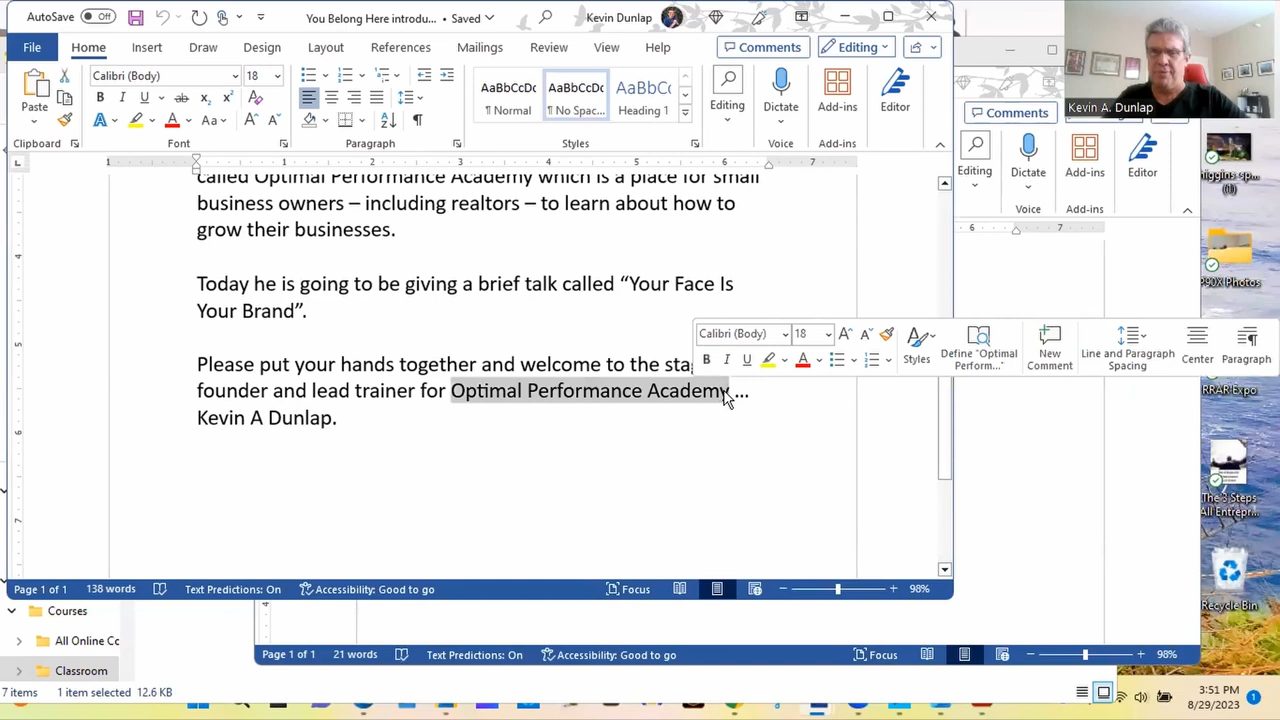 AutoSave Off You Belong Here introdu... • Saved Kevin Dunlap
File Home Insert Draw Design Layout References Mailings Review View Help Comments Editing
Calibri (Body) 18
AaBbCcDc AaBbCcDc AaBbC
Paste ¶ Normal ¶ No Spac... Heading 1 Editing Dictate Add-ins Editor
Clipboard Font Paragraph Styles Voice Add-ins
called Optimal Performance Academy which is a place for small
business owners – including realtors – to learn about how to
grow their businesses.
Today he is going to be giving a brief talk called “Your Face Is
Your Brand”.
Please put your hands together and welcome to the
founder and lead trainer for Optimal Performance Academy...
Kevin A Dunlap.
Calibri (Body) 18
Styles Define "Optimal Perform..." New Comment Line and Paragraph Spacing Center Paragraph
Page 1 of 1 138 words Text Predictions: On Accessibility: Good to go Focus 98%
Kevin A. Dunlap
Comments
Editing Dictate Add-ins Editor
Voice Add-ins
(1)
P90X Photos
RRAR Expo
The 3 Steps
All Entrepr...
Recycle Bin
Courses
All Online Cc
Classroom
Page 1 of 1 21 words Text Predictions: On Accessibility: Good to go Focus 98%
7 items 1 item selected 12.6 KB
3:51 PM
8/29/2023